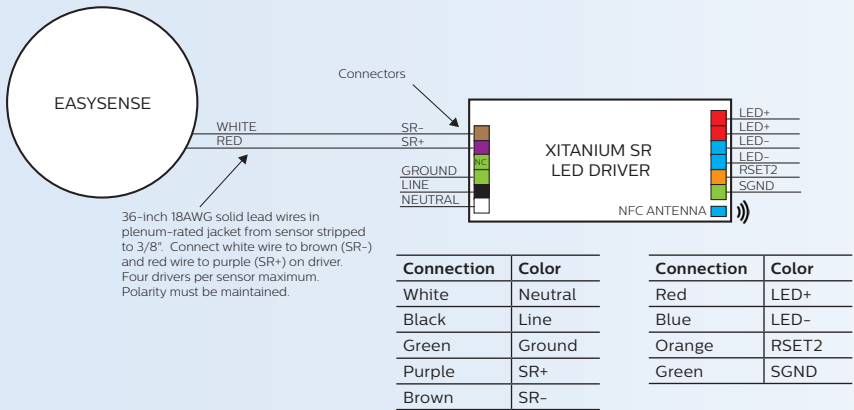 EASYSENSE
Connectors
WHITE
RED
SR-
SR+
NC
GROUND
LINE
NEUTRAL
XITANIUM SR
LED DRIVER
LED+
LED+
LED-
LED-
RSET2
SGND
NFC ANTENNA
36-inch 18AWG solid lead wires in
plenum-rated jacket from sensor stripped
to 3/8". Connect white wire to brown (SR-)
and red wire to purple (SR+) on driver.
Four drivers per sensor maximum.
Polarity must be maintained.
Connection Color
White Neutral
Black Line
Green Ground
Purple SR+
Brown SR-
Connection Color
Red LED+
Blue LED-
Orange RSET2
Green SGND